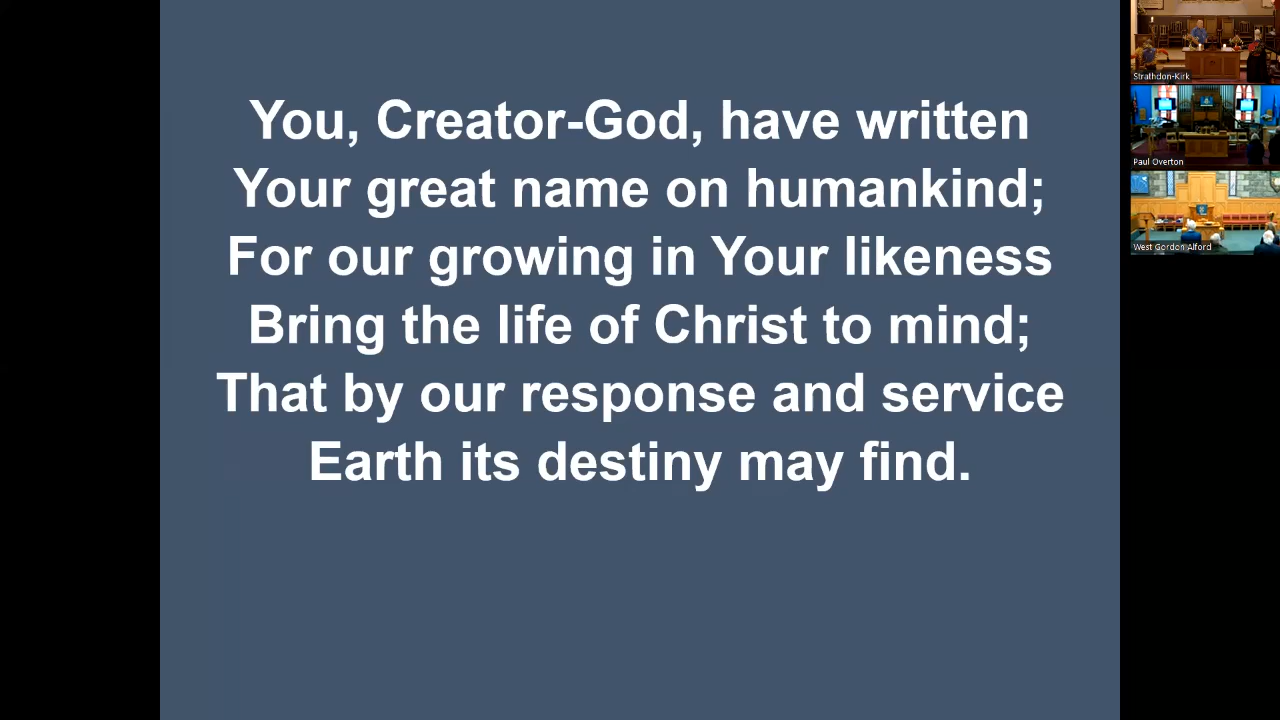 You, Creator-God, have written
Your great name on humankind;
For our growing in Your likeness
Bring the life of Christ to mind;
That by our response and service
Earth its destiny may find.
Strathdon-Kirk
Paul Overton
West Gordon Alford